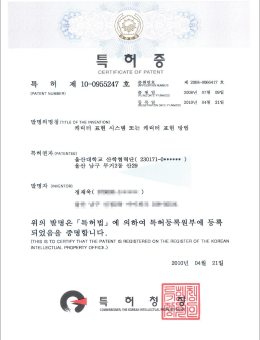 특허증
CERTIFICATE OF PATENT
특 허 제 10-0955247 호
(PATENT NUMBER)
출원번호 제 2008-0065417 호
(APPLICATION NUMBER)
출원일 2008년 07월 08일
등록일 2010년 04월 21일
발명의명칭 (TITLE OF THE INVENTION)
캐릭터 표현 시스템 또는 캐릭터 표현 방법
특허권자 (PATENTEE)
울산대학교 산학협력단( 230171-0****** )
울산 남구 무거2동 산29
발명자 (INVENTOR)
위의 발명은 「특허법」에 의하여 특허등록원부에 등록
되었음을 증명합니다.
(THIS IS TO CERTIFY THAT THE PATENT IS REGISTERED ON THE REGISTER OF THE KOREAN
INTELLECTUAL PROPERTY OFFICE.)
2010년 04월 21일
특 허 청 장
COMMISSIONER, THE KOREAN INTELLECTUAL PROPERTY OFFICE